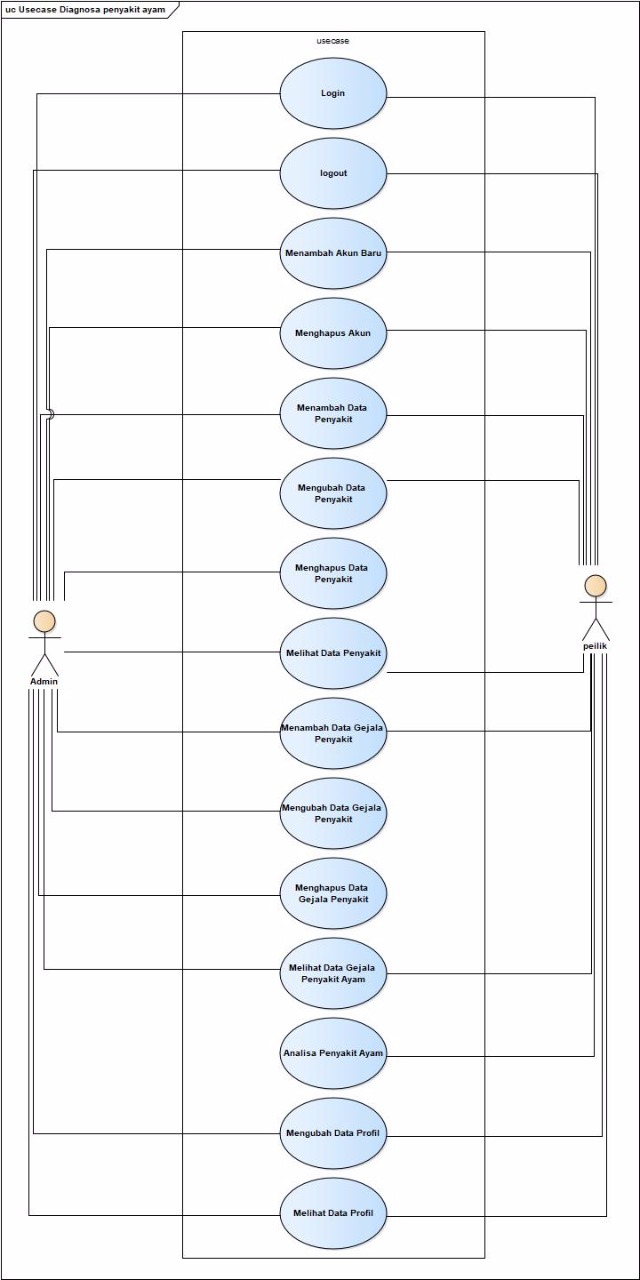 uc Usecase Diagnosa penyakit ayam
usecase
Login
logout
Menambah Akun Baru
Menghapus Akun
Menambah Data
Penyakit
Mengubah Data
Penyakit
Menghapus Data
Penyakit
Melihat Data Penyakit
Admin
peilik
Menambah Data Gejala
Penyakit
Mengubah Data Gejala
Penyakit
Menghapus Data
Gejala Penyakit
Melihat Data Gejala
Penyakit Ayam
Analisa Penyakit Ayam
Mengubah Data Profil
Melihat Data Profil